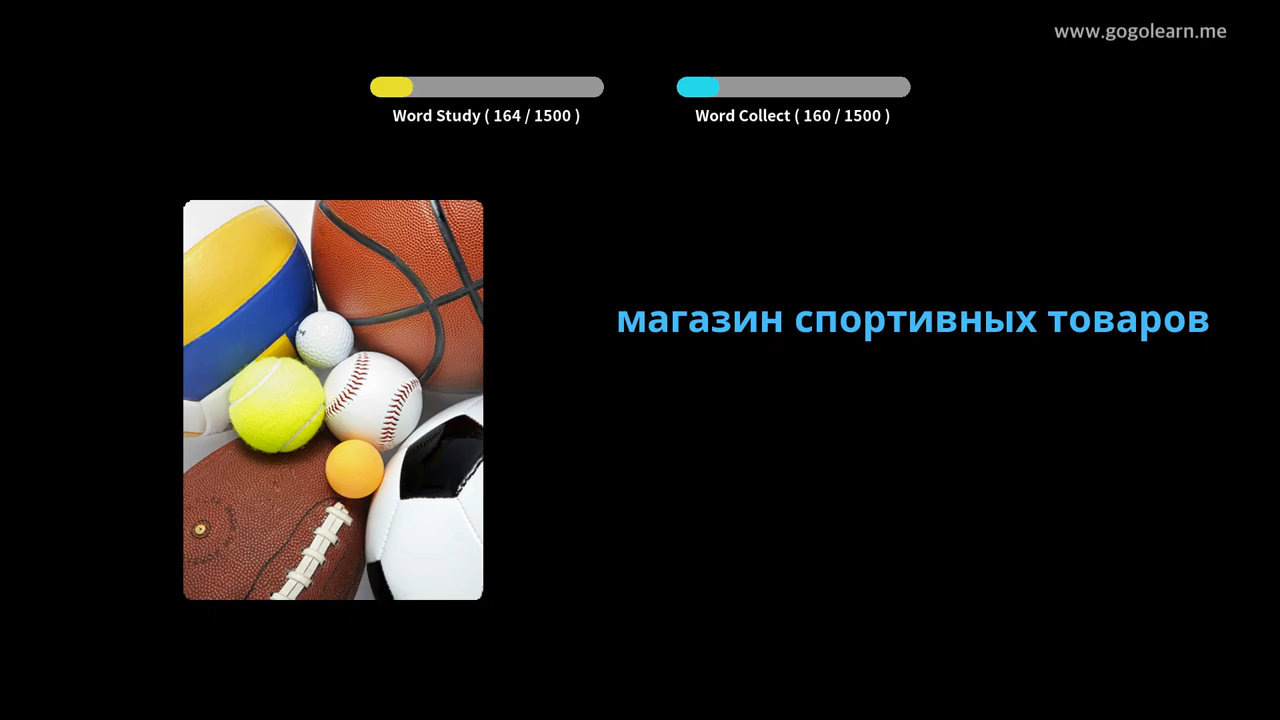 www.gogolearn.me
Word Study ( 164 / 1500 )
Word Collect ( 160 / 1500 )
магазин спортивных товаров